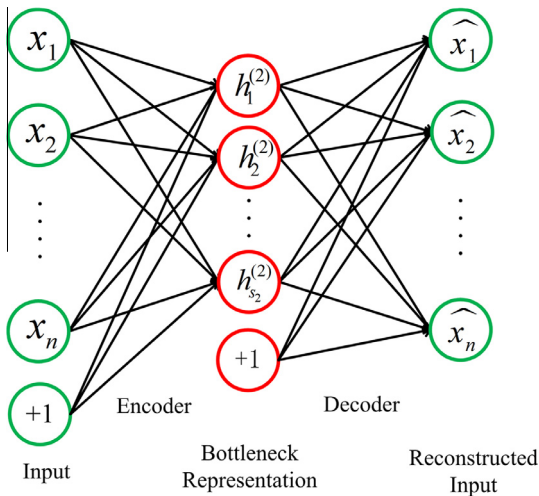 x₁
x₂
xₙ
+1
Input
Encoder
h₁⁽²⁾
h₂⁽²⁾
hₛ₂⁽²⁾
+1
Bottleneck
Representation
Decoder
x̂₁
x̂₂
x̂ₙ
Reconstructed
Input